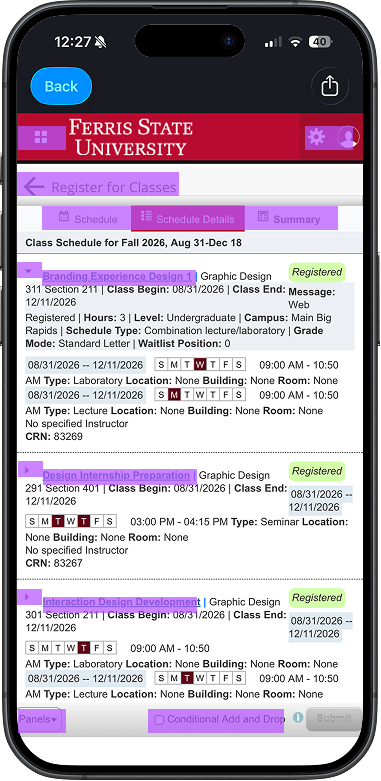 12:27
40
Back
FERRIS STATE
UNIVERSITY
Register for Classes
Schedule
Schedule Details
Summary
Class Schedule for Fall 2026, Aug 31-Dec 18
Branding Experience Design 1 | Graphic Design
Registered
311 Section 211 | Class Begin: 08/31/2026 | Class End:
12/11/2026
Message:
Web
Registered | Hours: 3 | Level: Undergraduate | Campus: Main Big
Rapids | Schedule Type: Combination lecture/laboratory | Grade
Mode: Standard Letter | Waitlist Position: 0
08/31/2026 -- 12/11/2026 S M T W T F S 09:00 AM - 10:50
AM Type: Laboratory Location: None Building: None Room: None
08/31/2026 -- 12/11/2026 S M T W T F S 09:00 AM - 10:50
AM Type: Lecture Location: None Building: None Room: None
No specified Instructor
CRN: 83269
Design Internship Preparation | Graphic Design
Registered
291 Section 401 | Class Begin: 08/31/2026 | Class End:
12/11/2026
08/31/2026 --
12/11/2026
S M T W T F S 03:00 PM - 04:15 PM Type: Seminar Location:
None Building: None Room: None
No specified Instructor
CRN: 83267
Interaction Design Development | Graphic Design
Registered
301 Section 211 | Class Begin: 08/31/2026 | Class End:
12/11/2026
08/31/2026 --
12/11/2026
S M T W T F S 09:00 AM - 10:50
AM Type: Laboratory Location: None Building: None Room: None
08/31/2026 -- 12/11/2026 S M T W T F S 09:00 AM - 10:50
AM Type: Lecture Location: None Building: None Room: None
Panels
Conditional Add and Drop
Submit